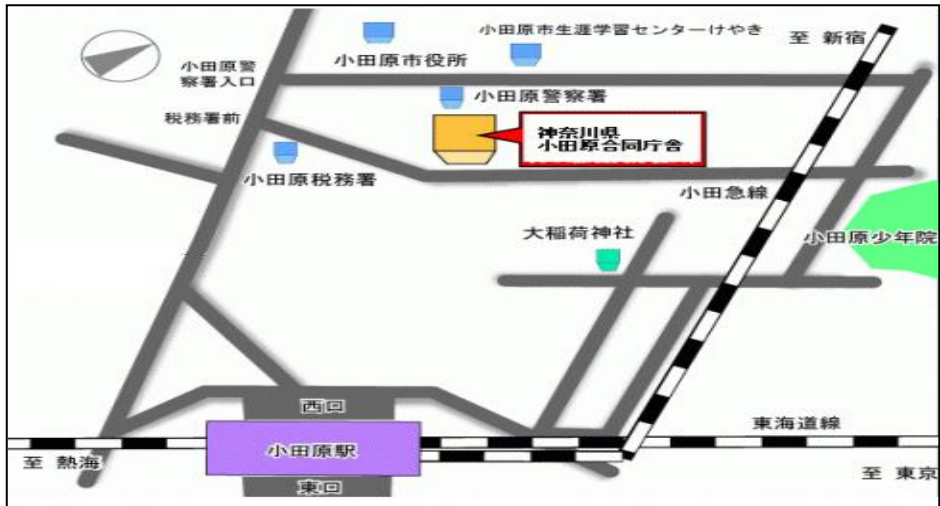 小田原市生涯学習センターけやき
至 新宿
小田原市役所
小田原警
察署入口
小田原警察署
税務署前
神奈川県
小田原合同庁舎
小田原税務署
小田急線
大稲荷神社
小田原少年院
西口
東海道線
小田原駅
至 熱海
至 東京
東口